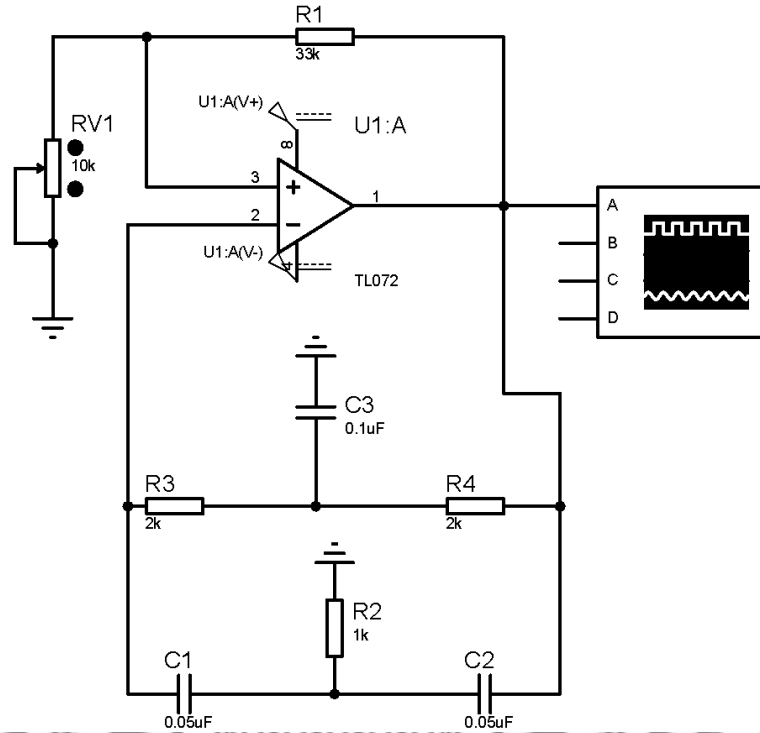 R1
33k
U1:A(V+)
U1:A
8
RV1
10k
3
2
1
U1:A(V-)
4
TL072
A
B
C
D
C3
0.1uF
R3
2k
R4
2k
R2
1k
C1
0.05uF
C2
0.05uF